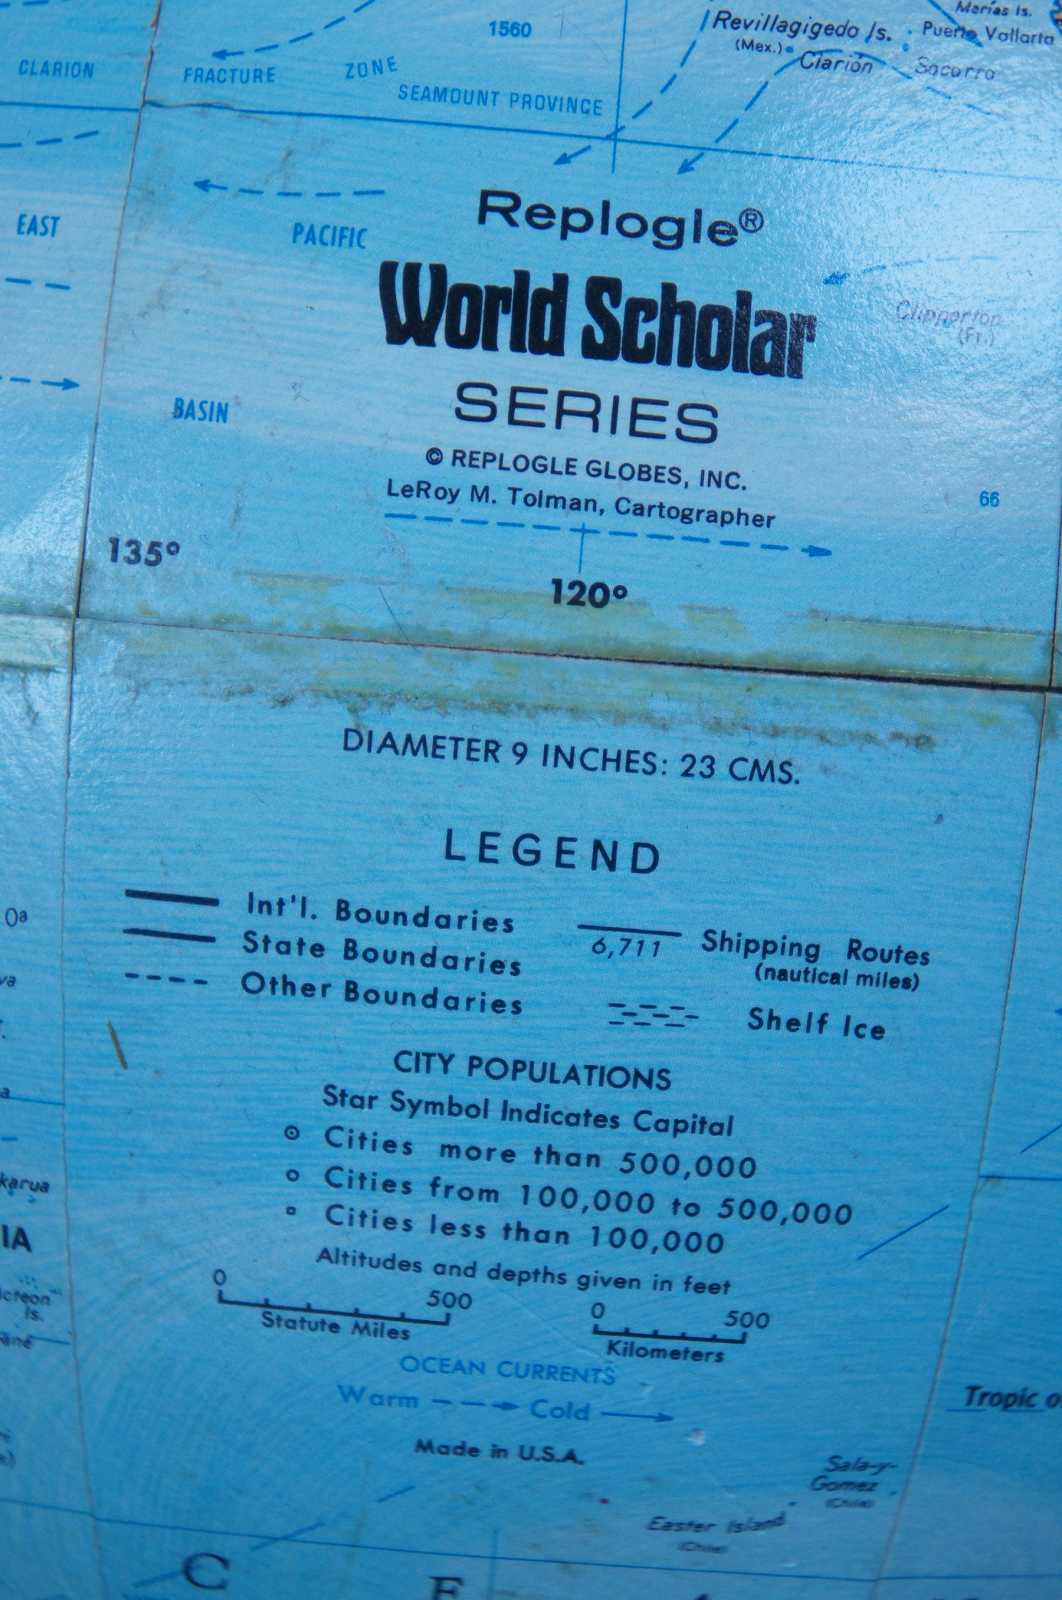 1560
Marías Is.
Revillagigedo Is.
Puerto Vallarta
(Mex.)
Clarion
Socorro
CLARION
FRACTURE
ZONE
SEAMOUNT PROVINCE
EAST
PACIFIC
Replogle®
World Scholar
Clipperton
(Fr.)
SERIES
BASIN
© REPLOGLE GLOBES, INC.
66
LeRoy M. Tolman, Cartographer
135°
120°
DIAMETER 9 INCHES: 23 CMS.
LEGEND
Int'l. Boundaries
State Boundaries
Other Boundaries
6,711 Shipping Routes
(nautical miles)
Shelf Ice
CITY POPULATIONS
Star Symbol Indicates Capital
Cities more than 500,000
Cities from 100,000 to 500,000
Cities less than 100,000
Altitudes and depths given in feet
0 500
Statute Miles
0 500
Kilometers
OCEAN CURRENTS
Warm Cold
Made in U.S.A.
Tropic o
Sala-y-
Gomez
(Chile)
Easter Island
(Chile)
karua
IA
Is.
C